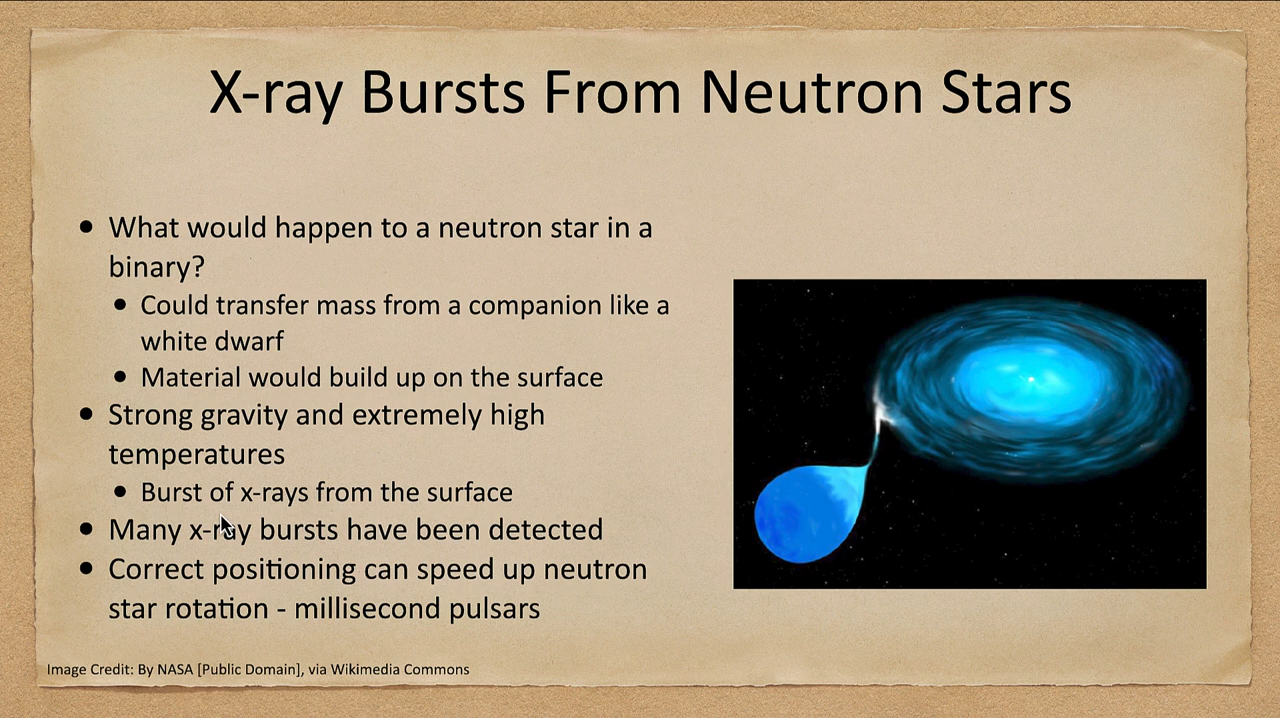 X-ray Bursts From Neutron Stars
• What would happen to a neutron star in a
binary?
• Could transfer mass from a companion like a
white dwarf
• Material would build up on the surface
• Strong gravity and extremely high
temperatures
• Burst of x-rays from the surface
• Many x-ray bursts have been detected
• Correct positioning can speed up neutron
star rotation - millisecond pulsars
Image Credit: By NASA [Public Domain], via Wikimedia Commons